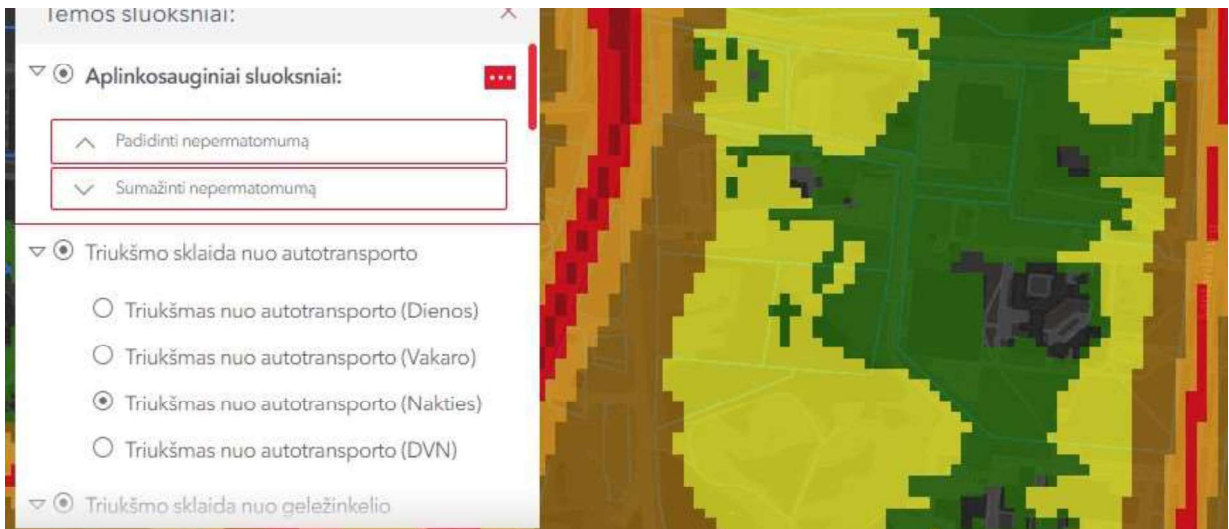 Temos sluoksniai:
Aplinkosauginiai sluoksniai:
Padidinti nepermatomumą
Sumažinti nepermatomumą
Triukšmo sklaida nuo autotransporto
Triukšmas nuo autotransporto (Dienos)
Triukšmas nuo autotransporto (Vakaro)
Triukšmas nuo autotransporto (Nakties)
Triukšmas nuo autotransporto (DVN)
Triukšmo sklaida nuo geležinkelio